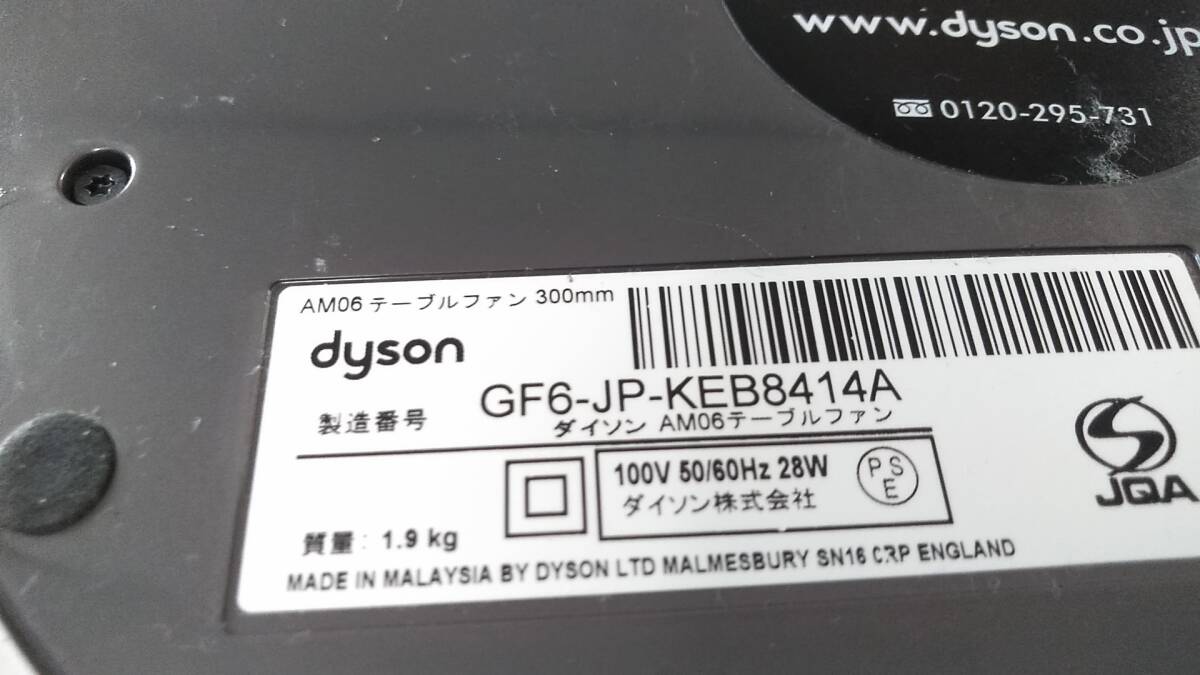 www.dyson.co.jp
0120-295-731
AM06 テーブルファン 300mm
dyson
製造番号 GF6-JP-KEB8414A
ダイソン AM06テーブルファン
100V 50/60Hz 28W
ダイソン株式会社
PSE
JQA
質量: 1.9 kg
MADE IN MALAYSIA BY DYSON LTD MALMESBURY SN16 ENGLAND